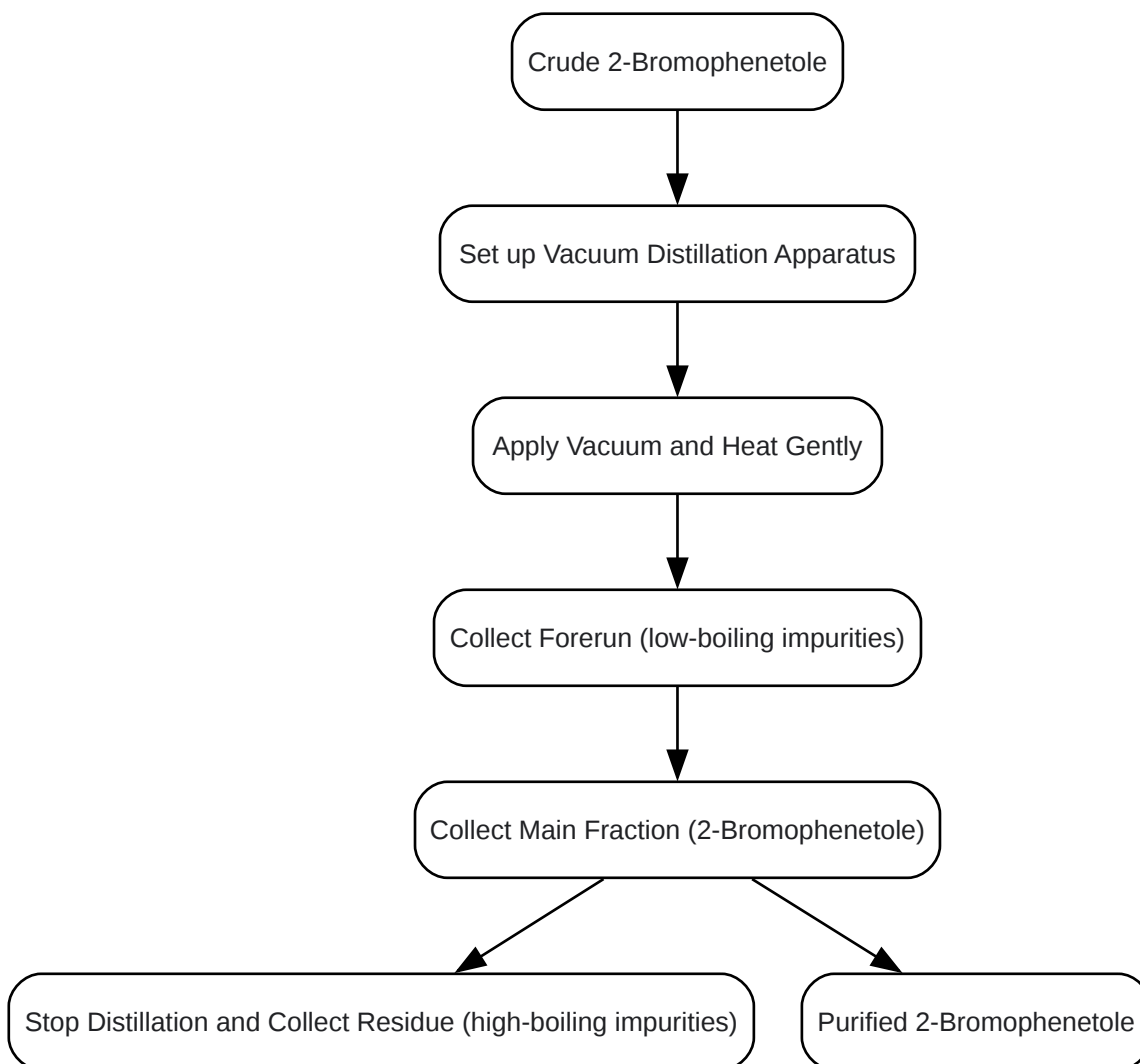 Crude 2-Bromophenetole
Set up Vacuum Distillation Apparatus
Apply Vacuum and Heat Gently
Collect Forerun (low-boiling impurities)
Collect Main Fraction (2-Bromophenetole)
Stop Distillation and Collect Residue (high-boiling impurities)
Purified 2-Bromophenetole